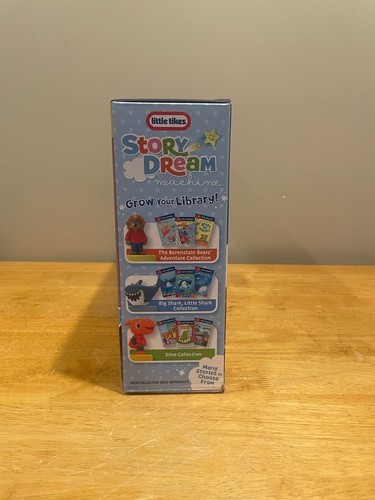 little tikes
STORY
DREAM
machine
Grow Your Library!
The Berenstain Bears
Adventure Collection
Big Shark, Little Shark
Collection
Dino Collection
Many
Stories to
Choose
From